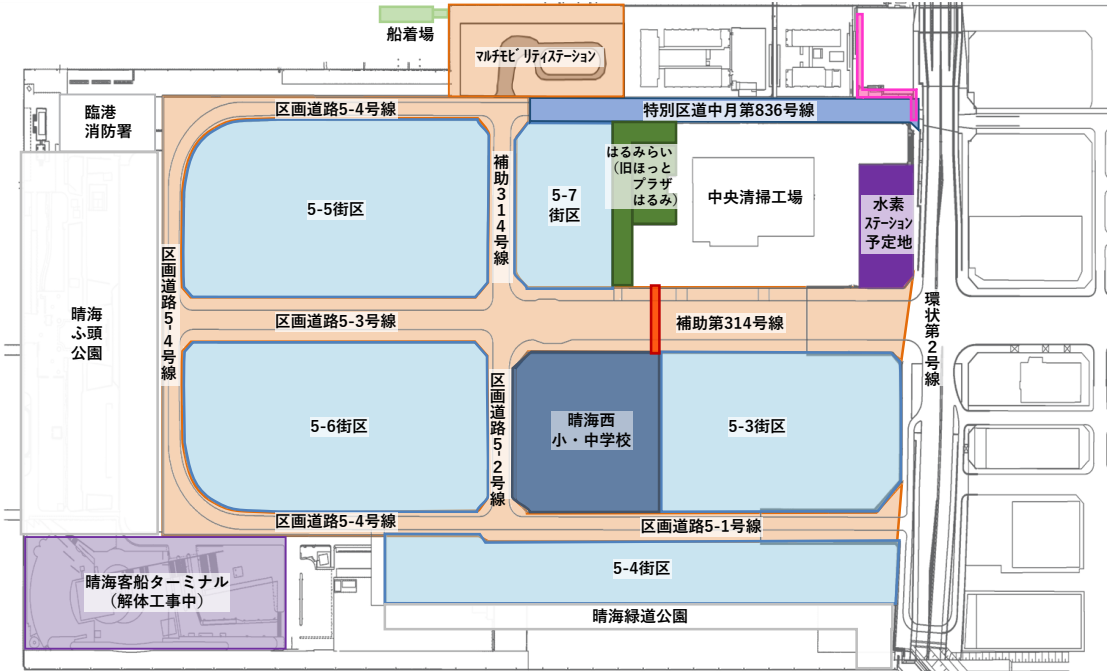 船着場
マルチモビリティステーション
臨港
消防署
区画道路5-4号線
特別区道中月第836号線
補助314号線
はるみらい
（旧ほっと
プラザ
はるみ）
5-5街区
5-7
街区
中央清掃工場
水素
ステーション
予定地
区画道路5-4号線
晴海
ふ頭
公園
区画道路5-3号線
補助第314号線
環状第2号線
区画道路5-2号線
5-6街区
晴海西
小・中学校
5-3街区
区画道路5-4号線
区画道路5-1号線
5-4街区
晴海客船ターミナル
（解体工事中）
晴海緑道公園